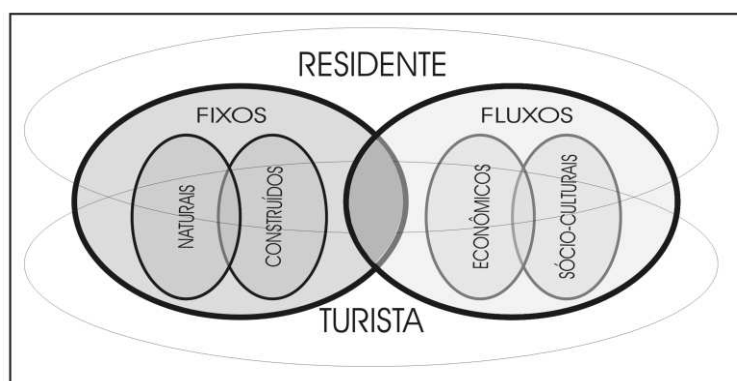 RESIDENTE
FIXOS
FLUXOS
NATURAIS
CONSTRUÍDOS
ECONÔMICOS
SÓCIO-CULTURAIS
TURISTA